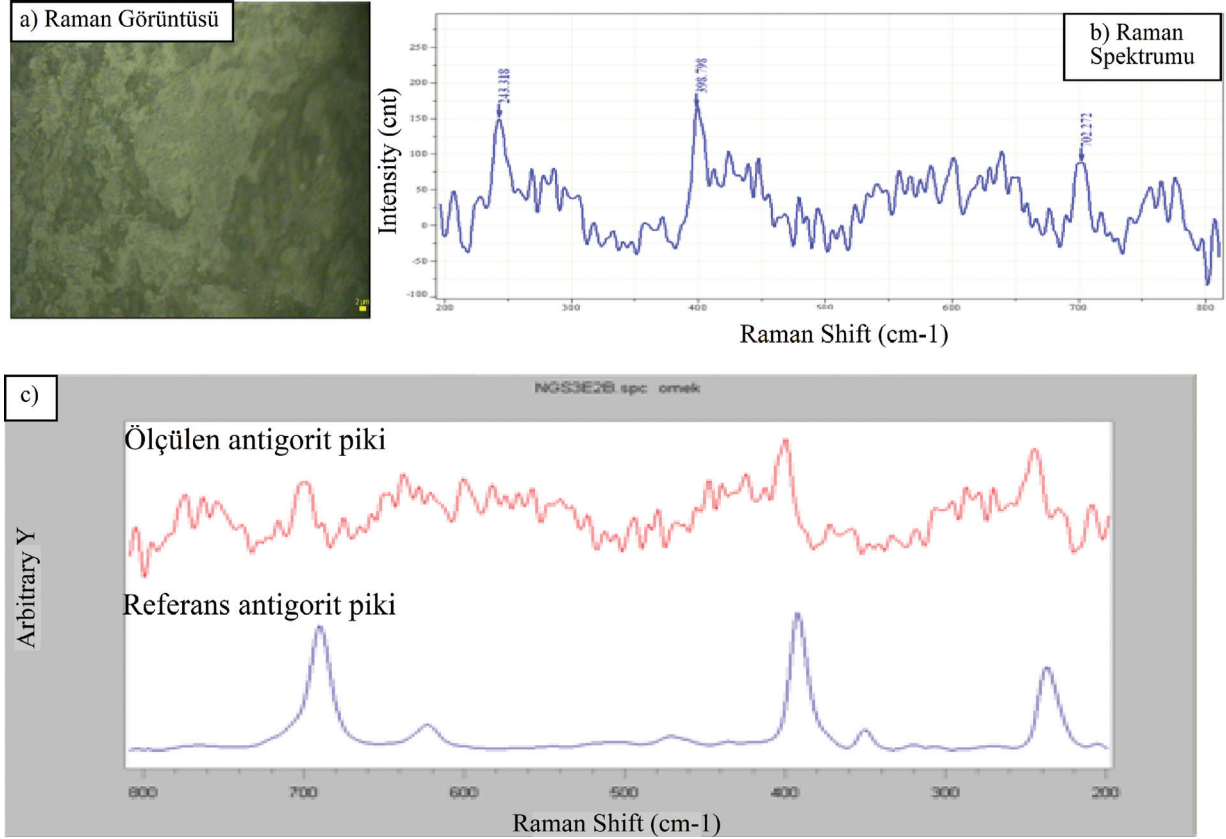 a) Raman Görüntüsü
2 µm
b) Raman
Spektrumu
Intensity (cnt)
250
200
150
100
50
0
-50
-100
243.318
398.798
702.272
200
300
400
500
600
700
800
Raman Shift (cm-1)
c)
NGS3E2B.spc ornek
Ölçülen antigorit piki
Referans antigorit piki
Arbitrary Y
800
700
600
500
400
300
200
Raman Shift (cm-1)